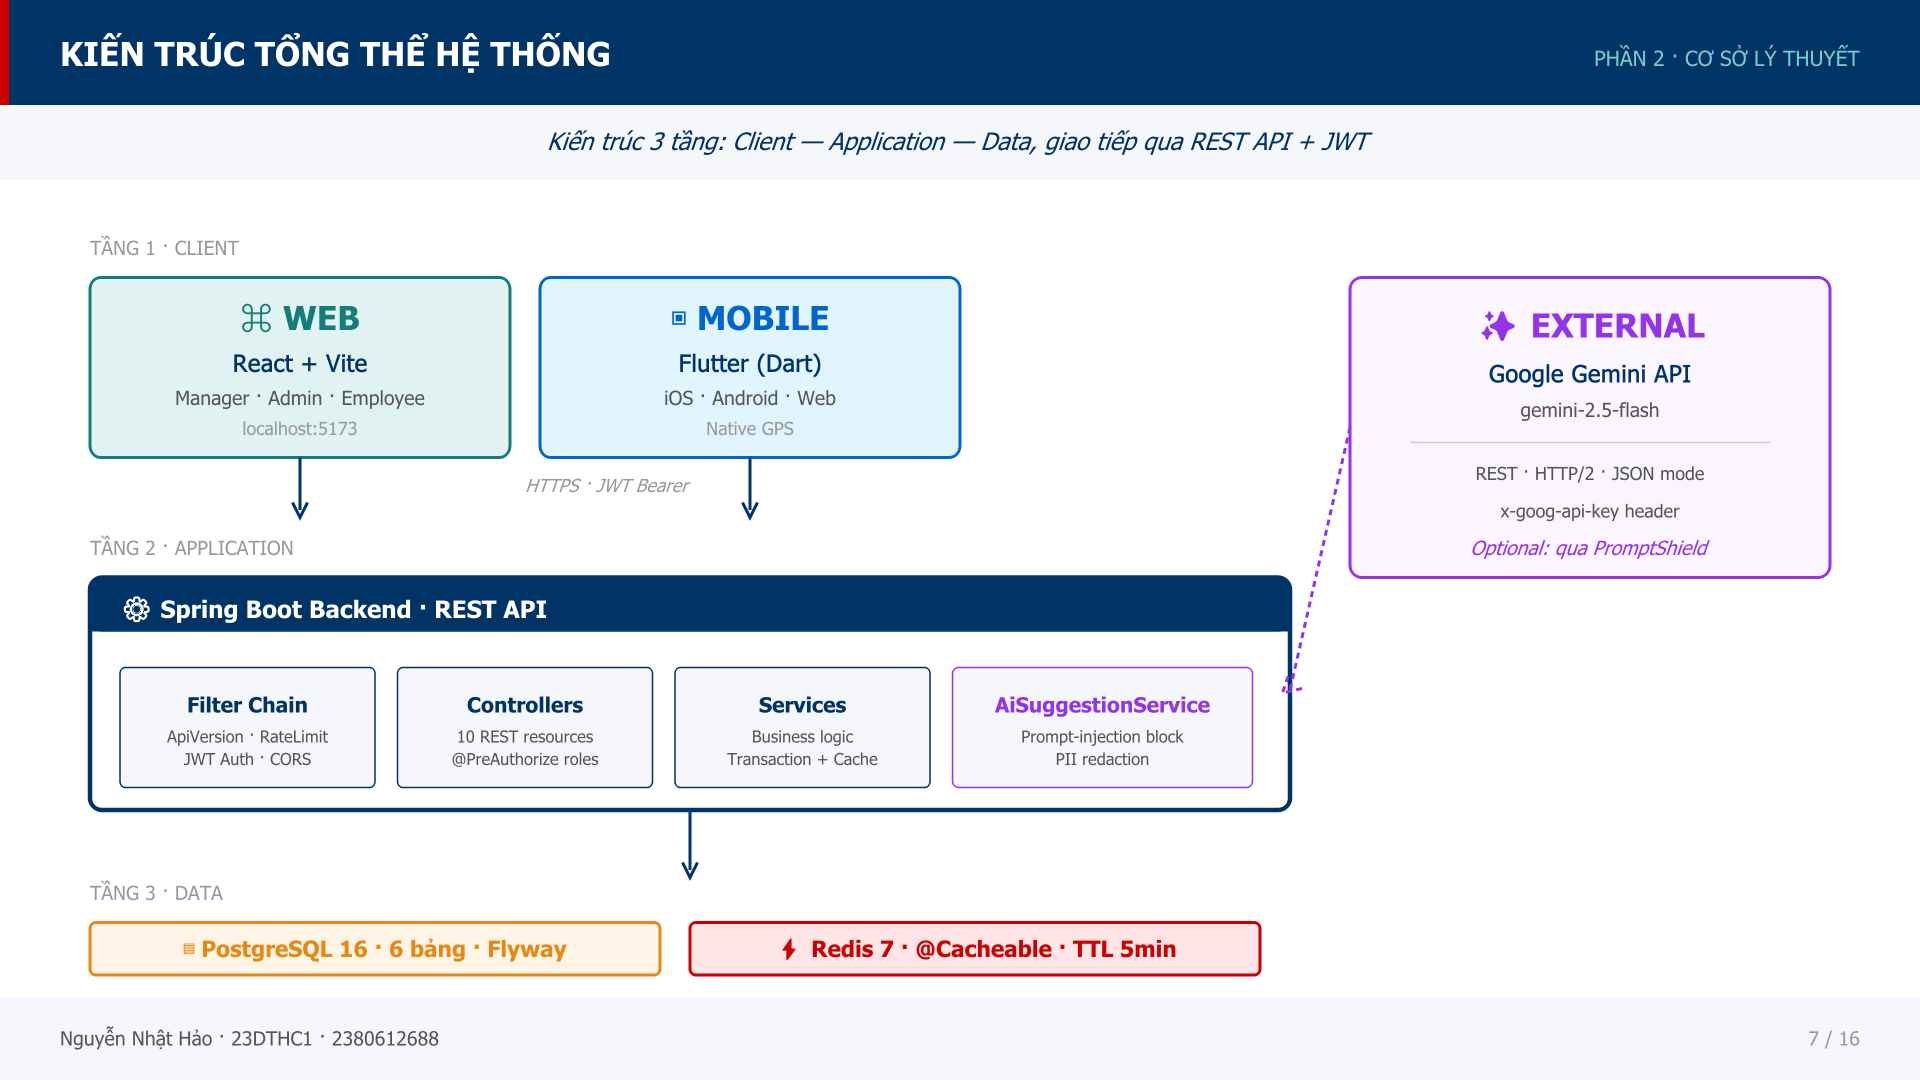 KIẾN TRÚC TỔNG THỂ HỆ THỐNG
PHẦN 2 · CƠ SỞ LÝ THUYẾT
Kiến trúc 3 tầng: Client — Application — Data, giao tiếp qua REST API + JWT
TẦNG 1 · CLIENT
⌘ WEB
React + Vite
Manager · Admin · Employee
localhost:5173
▣ MOBILE
Flutter (Dart)
iOS · Android · Web
Native GPS
EXTERNAL
Google Gemini API
gemini-2.5-flash
REST · HTTP/2 · JSON mode
x-goog-api-key header
Optional: qua PromptShield
HTTPS · JWT Bearer
TẦNG 2 · APPLICATION
Spring Boot Backend · REST API
Filter Chain
ApiVersion · RateLimit
JWT Auth · CORS
Controllers
10 REST resources
@PreAuthorize roles
Services
Business logic
Transaction + Cache
AiSuggestionService
Prompt-injection block
PII redaction
TẦNG 3 · DATA
PostgreSQL 16 · 6 bảng · Flyway
Redis 7 · @Cacheable · TTL 5min
Nguyễn Nhật Hảo · 23DTHC1 · 2380612688
7 / 16